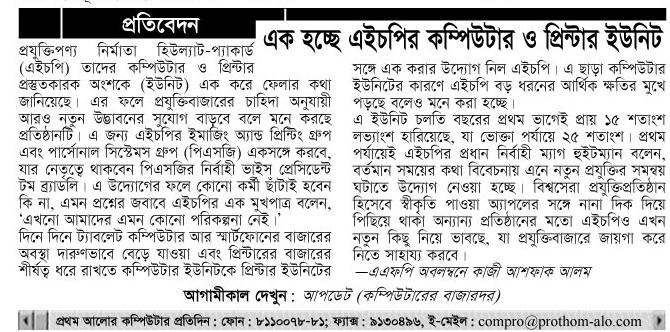 প্রতিবেদন
এক হচ্ছে এইচপির কম্পিউটার ও প্রিন্টার ইউনিট
প্রযুক্তিপণ্য নির্মাতা হিউল্যাট-প্যাকার্ড
(এইচপি) তাদের কম্পিউটার ও প্রিন্টার
প্রস্তুতকারক অংশকে (ইউনিট) এক করে ফেলার কথা
জানিয়েছে। এর ফলে প্রযুক্তিবাজারের চাহিদা অনুযায়ী
আরও নতুন উদ্ভাবনের সুযোগ বাড়বে বলে মনে করছে
প্রতিষ্ঠানটি। এ জন্য এইচপির ইমাজিং অ্যান্ড প্রিন্টিং গ্রুপ
এবং পার্সোনাল সিস্টেমস গ্রুপ (পিএসজি) একসঙ্গে করবে,
যার নেতৃত্বে থাকবেন পিএসজির নির্বাহী ভাইস প্রেসিডেন্ট
টম ব্র্যাডলি। এ উদ্যোগের ফলে কোনো কর্মী ছাঁটাই হবেন
কি না, এমন প্রশ্নের জবাবে এইচপির এক মুখপাত্র বলেন,
‘এখনো আমাদের এমন কোনো পরিকল্পনা নেই।’
দিনে দিনে ট্যাবলেট কম্পিউটার আর স্মার্টফোনের বাজারের
অবস্থা দারুণভাবে বেড়ে যাওয়া এবং প্রিন্টারের বাজারের
শীর্ষত্ব ধরে রাখতে কম্পিউটার ইউনিটকে প্রিন্টার ইউনিটের
সঙ্গে এক করার উদ্যোগ নিল এইচপি। এ ছাড়া কম্পিউটার
ইউনিটের কারণে এইচপি বড় ধরনের আর্থিক ক্ষতির মুখে
পড়ছে বলেও মনে করা হচ্ছে।
এ ইউনিট চলতি বছরের প্রথম ভাগেই প্রায় ১৫ শতাংশ
লভ্যাংশ হারিয়েছে, যা ভোক্তা পর্যায়ে ২৫ শতাংশ। প্রথম
পর্যায়েই এইচপির প্রধান নির্বাহী ম্যাগ হুইটম্যান বলেন,
বর্তমান সময়ের কথা বিবেচনায় এনে নতুন প্রযুক্তির সমন্বয়
ঘটাতে উদ্যোগ নেওয়া হচ্ছে। বিশ্বসেরা প্রযুক্তিপ্রতিষ্ঠান
হিসেবে স্বীকৃতি পাওয়া অ্যাপলের সঙ্গে নানা দিক দিয়ে
পিছিয়ে থাকা অন্যান্য প্রতিষ্ঠানের মতো এইচপিও এখন
নতুন কিছু নিয়ে ভাবছে, যা প্রযুক্তিবাজারে জায়গা করে
নিতে সাহায্য করবে।
—এএফপি অবলম্বনে কাজী আশফাক আলম
আগামীকাল দেখুন : আপডেট (কম্পিউটারের বাজারদর)
প্রথম আলোর কম্পিউটার প্রতিদিন : ফোন : ৮১১০০৭৮-৮১; ফ্যাক্স : ৯১৩০৪৯৬, ই-মেইল : compro@prothom-alo.com